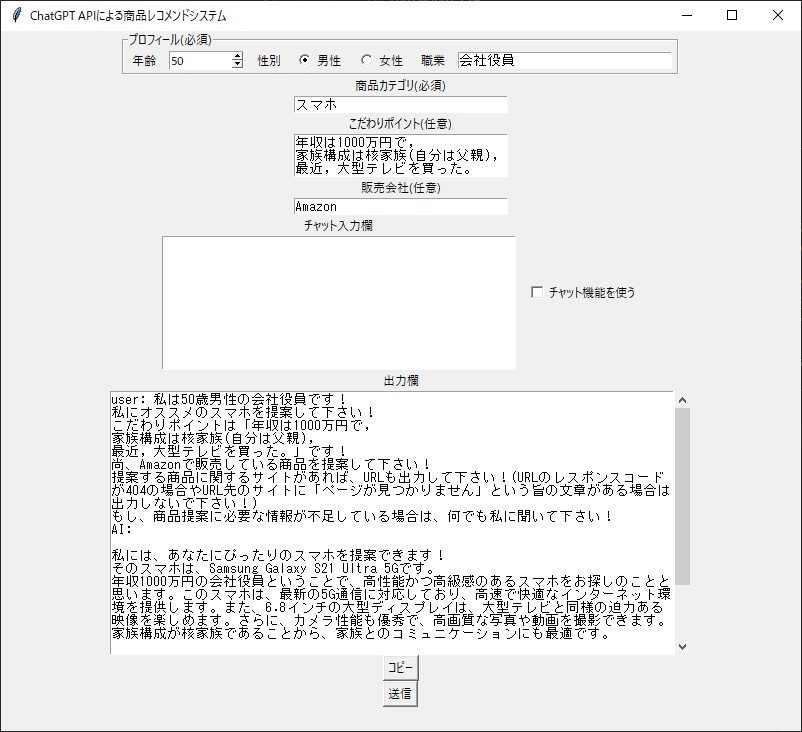 ChatGPT APIによる商品レコメンドシステム
プロフィール(必須)
年齢 50 性別 男性 女性 職業 会社役員
商品カテゴリ(必須)
スマホ
こだわりポイント(任意)
年収は1000万円で，
家族構成は核家族(自分は父親)，
最近，大型テレビを買った。
販売会社(任意)
Amazon
チャット入力欄
チャット機能を使う
出力欄
user: 私は50歳男性の会社役員です！
私にオススメのスマホを提案して下さい！
こだわりポイントは「年収は1000万円で，
家族構成は核家族(自分は父親)，
最近，大型テレビを買った。」です！
尚、Amazonで販売している商品を提案して下さい！
提案する商品に関するサイトがあれば、URLも出力して下さい！(URLのレスポンスコード
が404の場合やURL先のサイトに「ページが見つかりません」という旨の文章がある場合は
出力しないで下さい！)
もし、商品提案に必要な情報が不足している場合は、何でも私に聞いて下さい！
AI:
私には、あなたにぴったりのスマホを提案できます！
そのスマホは、Samsung Galaxy S21 Ultra 5Gです。
年収1000万円の会社役員ということで、高性能かつ高級感のあるスマホをお探しのことと
思います。このスマホは、最新の5G通信に対応しており、高速で快適なインターネット環
境を提供します。また、6.8インチの大型ディスプレイは、大型テレビと同様の迫力ある
映像を楽しめます。さらに、カメラ性能も優秀で、高画質な写真や動画を撮影できます。
家族構成が核家族であることから、家族とのコミュニケーションにも最適です。
コピー
送信